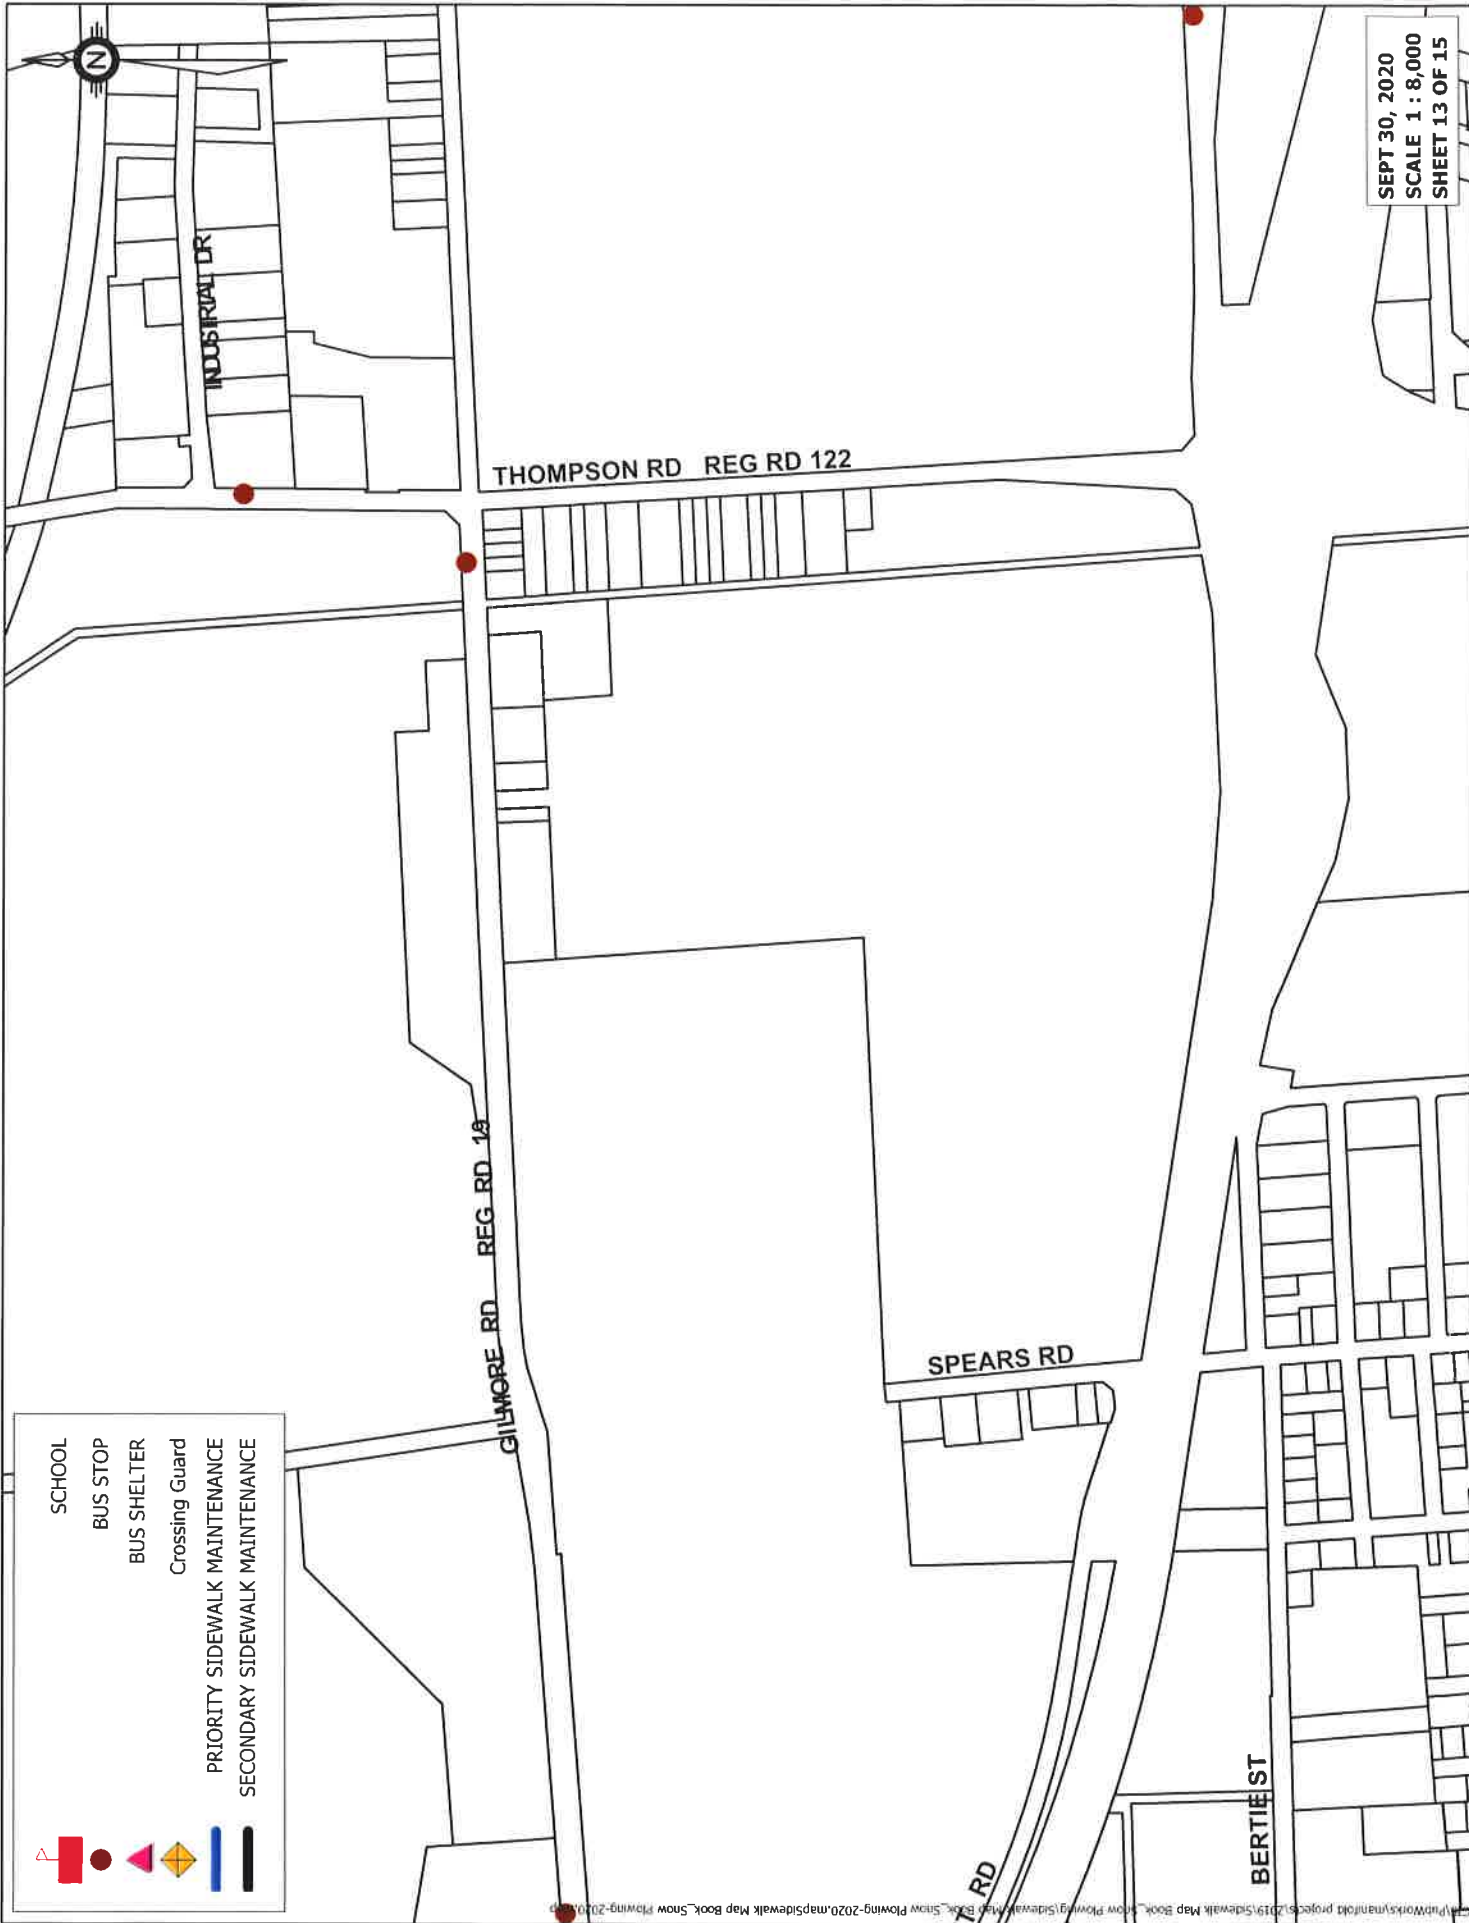 N
INDUSTRIAL DR
THOMPSON RD REG RD 122
GILMORE RD REG RD 19
SPEARS RD
BERTIE ST
T RD
SCHOOL
BUS STOP
BUS SHELTER
Crossing Guard
PRIORITY SIDEWALK MAINTENANCE
SECONDARY SIDEWALK MAINTENANCE
SEPT 30, 2020
SCALE 1 : 8,000
SHEET 13 OF 15
\PubWorks\manifold projects\2019\Sidewalk Map Book_Snow Plowing\Sidewalk Map Book_Snow Plowing-2020.mapSidewalk Map Book_Snow Plowing-2020.map